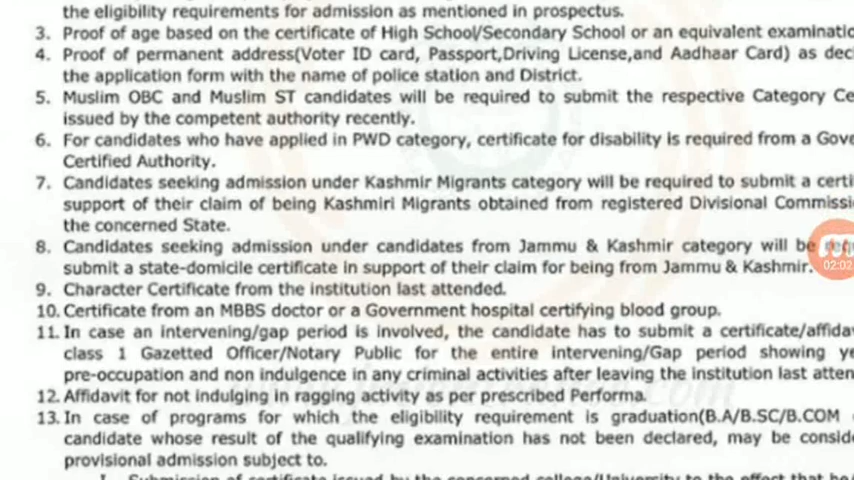 the eligibility requirements for admission as mentioned in prospectus.
3. Proof of age based on the certificate of High School/Secondary School or an equivalent examinatio
4. Proof of permanent address(Voter ID card, Passport,Driving License,and Aadhaar Card) as dec
the application form with the name of police station and District.
5. Muslim OBC and Muslim ST candidates will be required to submit the respective Category Ce
issued by the competent authority recently.
6. For candidates who have applied in PWD category, certificate for disability is required from a Gove
Certified Authority.
7. Candidates seeking admission under Kashmir Migrants category will be required to submit a certi
support of their claim of being Kashmiri Migrants obtained from registered Divisional Commissi
the concerned State.
8. Candidates seeking admission under candidates from Jammu & Kashmir category will be
submit a state-domicile certificate in support of their claim for being from Jammu & Kashmir.
02:02
9. Character Certificate from the institution last attended.
10. Certificate from an MBBS doctor or a Government hospital certifying blood group.
11. In case an intervening/gap period is involved, the candidate has to submit a certificate/affida
class 1 Gazetted Officer/Notary Public for the entire intervening/Gap period showing ye
pre-occupation and non indulgence in any criminal activities after leaving the institution last atten
12. Affidavit for not indulging in ragging activity as per prescribed Performa.
13. In case of programs for which the eligibility requirement is graduation(B.A/B.SC/B.COM
candidate whose result of the qualifying examination has not been declared, may be consid
provisional admission subject to.